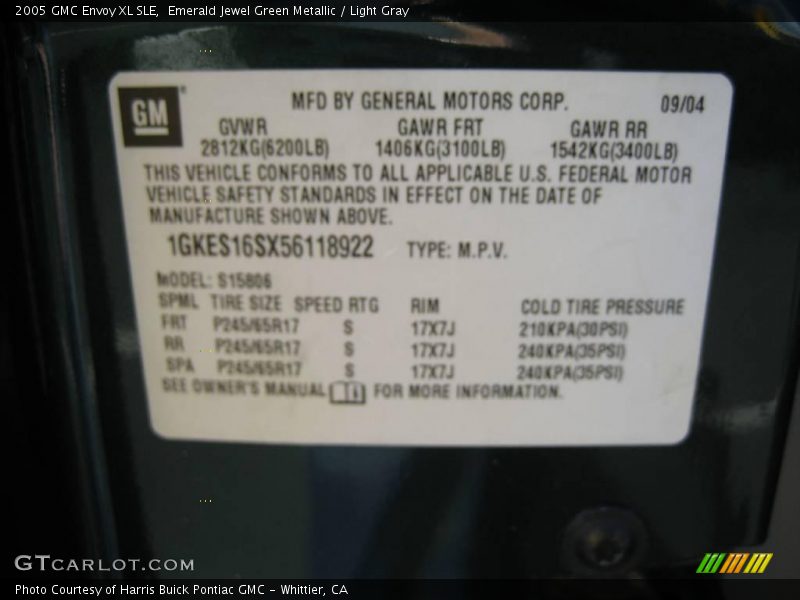 2005 GMC Envoy XL SLE,  Emerald Jewel Green Metallic / Light Gray
GM
MFD BY GENERAL MOTORS CORP. 09/04
GVWR GAWR FRT GAWR RR
2812KG(6200LB) 1406KG(3100LB) 1542KG(3400LB)
THIS VEHICLE CONFORMS TO ALL APPLICABLE U.S. FEDERAL MOTOR
VEHICLE SAFETY STANDARDS IN EFFECT ON THE DATE OF
MANUFACTURE SHOWN ABOVE.
1GKES16SX56118922 TYPE: M.P.V.
MODEL: S15806
SPML TIRE SIZE SPEED RTG RIM COLD TIRE PRESSURE
FRT P245/65R17 S 17X7J 210KPA(30PSI)
RR P245/65R17 S 17X7J 240KPA(35PSI)
SPA P245/65R17 S 17X7J 240KPA(35PSI)
SEE OWNER'S MANUAL FOR MORE INFORMATION.
GTcarlot.com
Photo Courtesy of Harris Buick Pontiac GMC - Whittier, CA